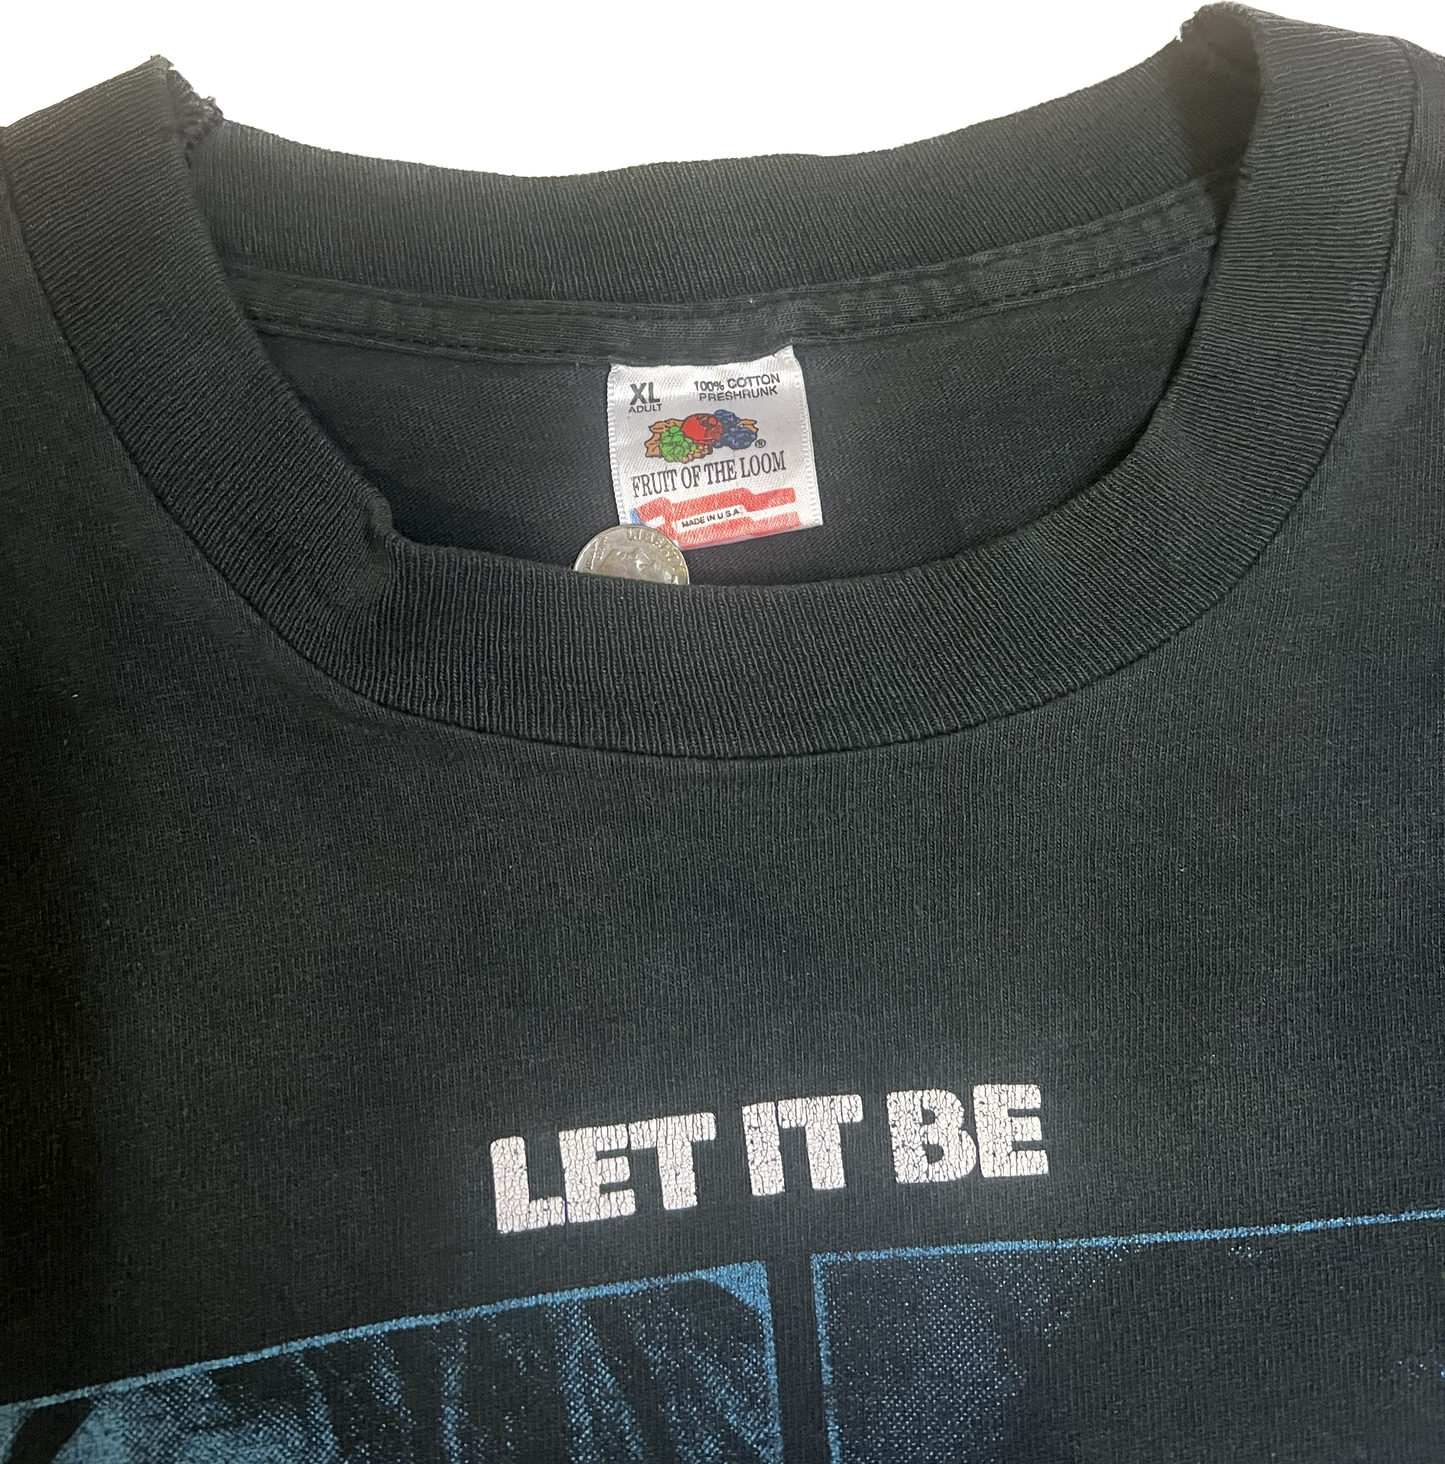 XL
ADULT
100% COTTON
PRESHRUNK
®
FRUIT OF THE LOOM
MADE IN U.S.A.
LET IT BE